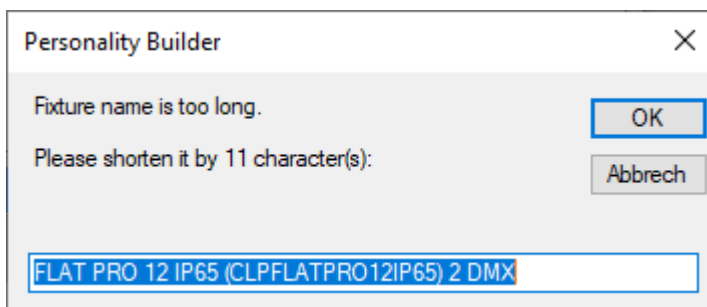 Personality Builder
Fixture name is too long.
OK
Please shorten it by 11 character(s):
Abbrech
FLAT PRO 12 IP65 (CLPFLATPRO12IP65) 2 DMX